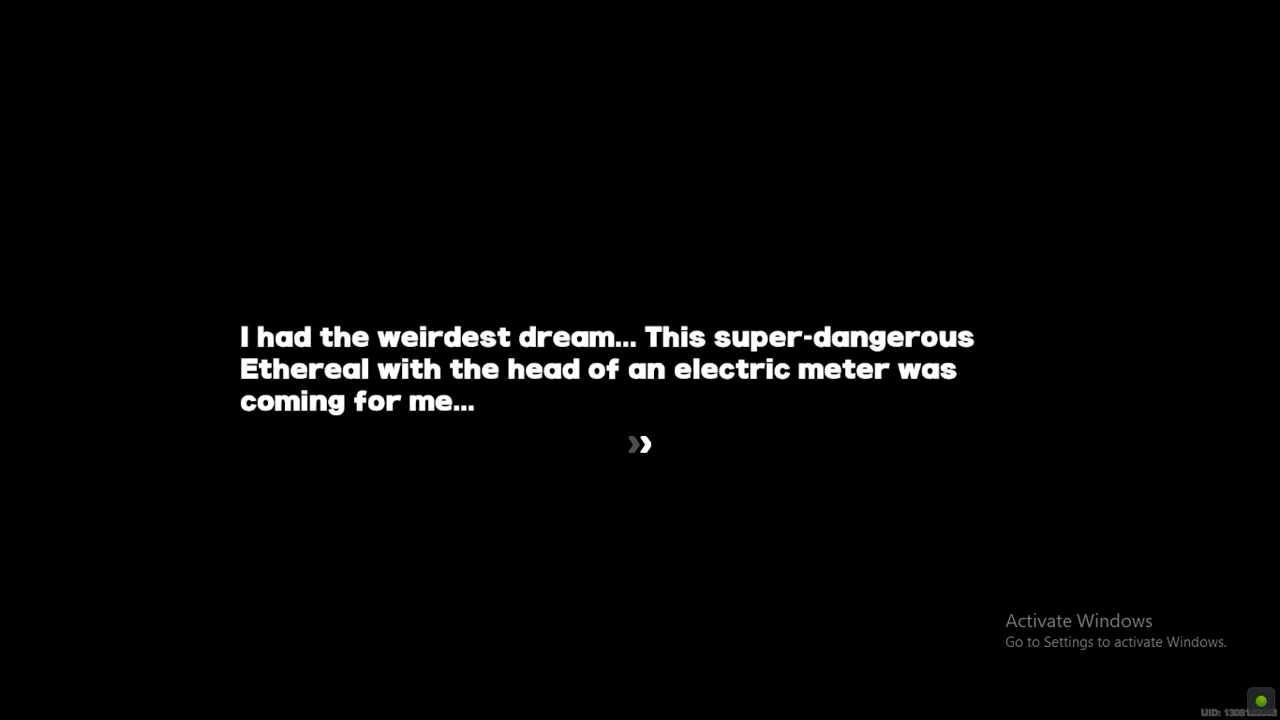 I had the weirdest dream... This super-dangerous
Ethereal with the head of an electric meter was
coming for me...
Activate Windows
Go to Settings to activate Windows.
UID: